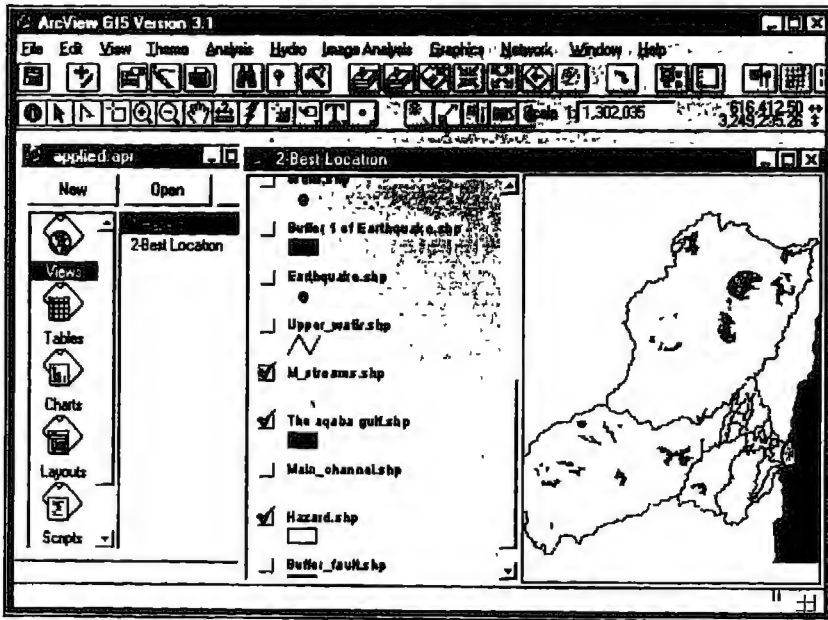 ArcView GIS Version 3.1
File Edit View Theme Analysis Hydro Image Analysis Graphics Network Window Help
Scale 1: 1,302,035
616,412.50
3,249,295.26
applied.apr
New Open
2-Best Location
Views
Tables
Charts
Layouts
Scripts
2-Best Location
Buffer 1 of Earthquake.shp
Earthquake.shp
Upper_watir.shp
M_streams.shp
The aqaba gulf.shp
Main_channel.shp
Hazard.shp
Buffer_fault.shp